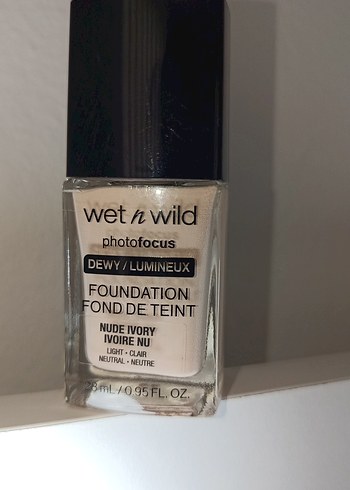 wet n wild
photofocus
DEWY / LUMINEUX
FOUNDATION
FOND DE TEINT
NUDE IVORY
IVOIRE NU
LIGHT • CLAIR
NEUTRAL • NEUTRE
28 mL / 0.95 FL. OZ.